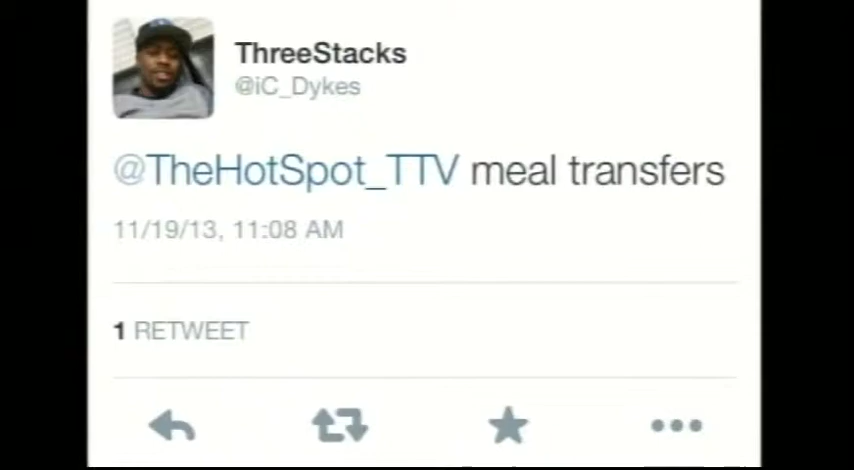 ThreeStacks
@iC_Dykes
@TheHotSpot_TTV meal transfers
11/19/13, 11:08 AM
1 RETWEET